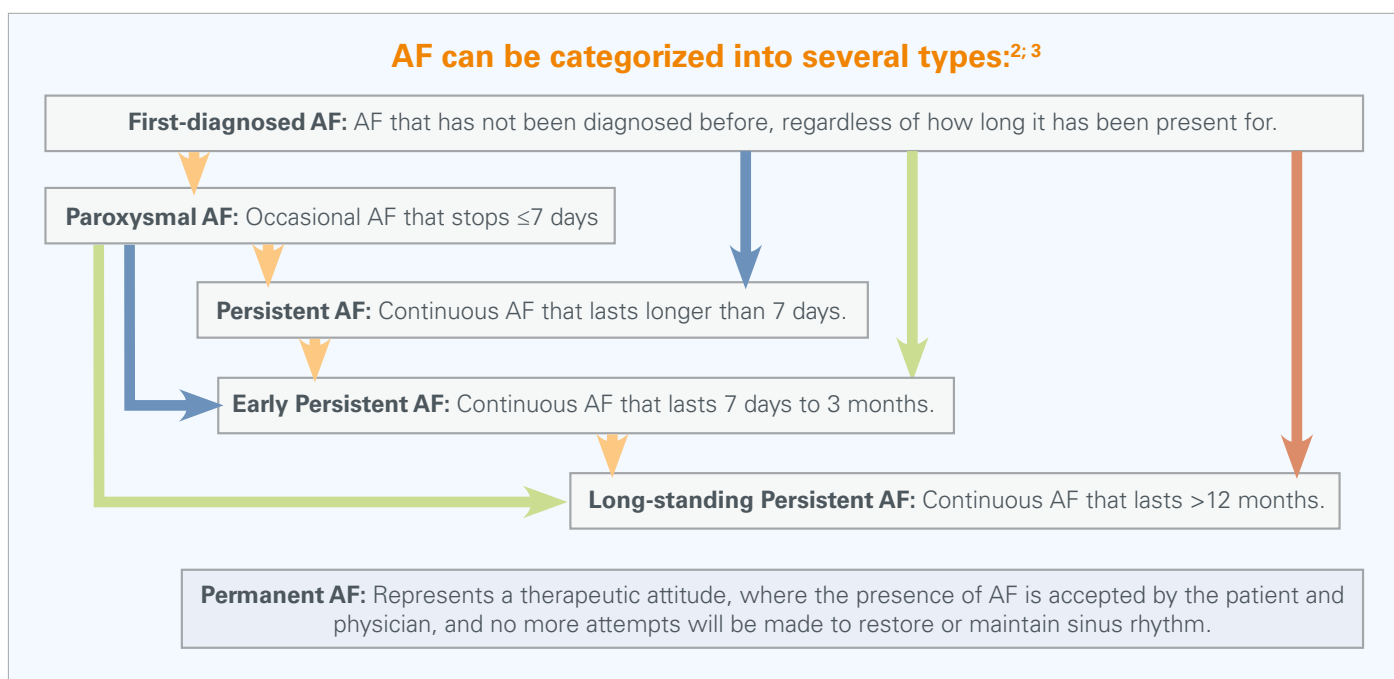 AF can be categorized into several types:2; 3
First-diagnosed AF: AF that has not been diagnosed before, regardless of how long it has been present for.
Paroxysmal AF: Occasional AF that stops ≤7 days
Persistent AF: Continuous AF that lasts longer than 7 days.
Early Persistent AF: Continuous AF that lasts 7 days to 3 months.
Long-standing Persistent AF: Continuous AF that lasts >12 months.
Permanent AF: Represents a therapeutic attitude, where the presence of AF is accepted by the patient and
physician, and no more attempts will be made to restore or maintain sinus rhythm.